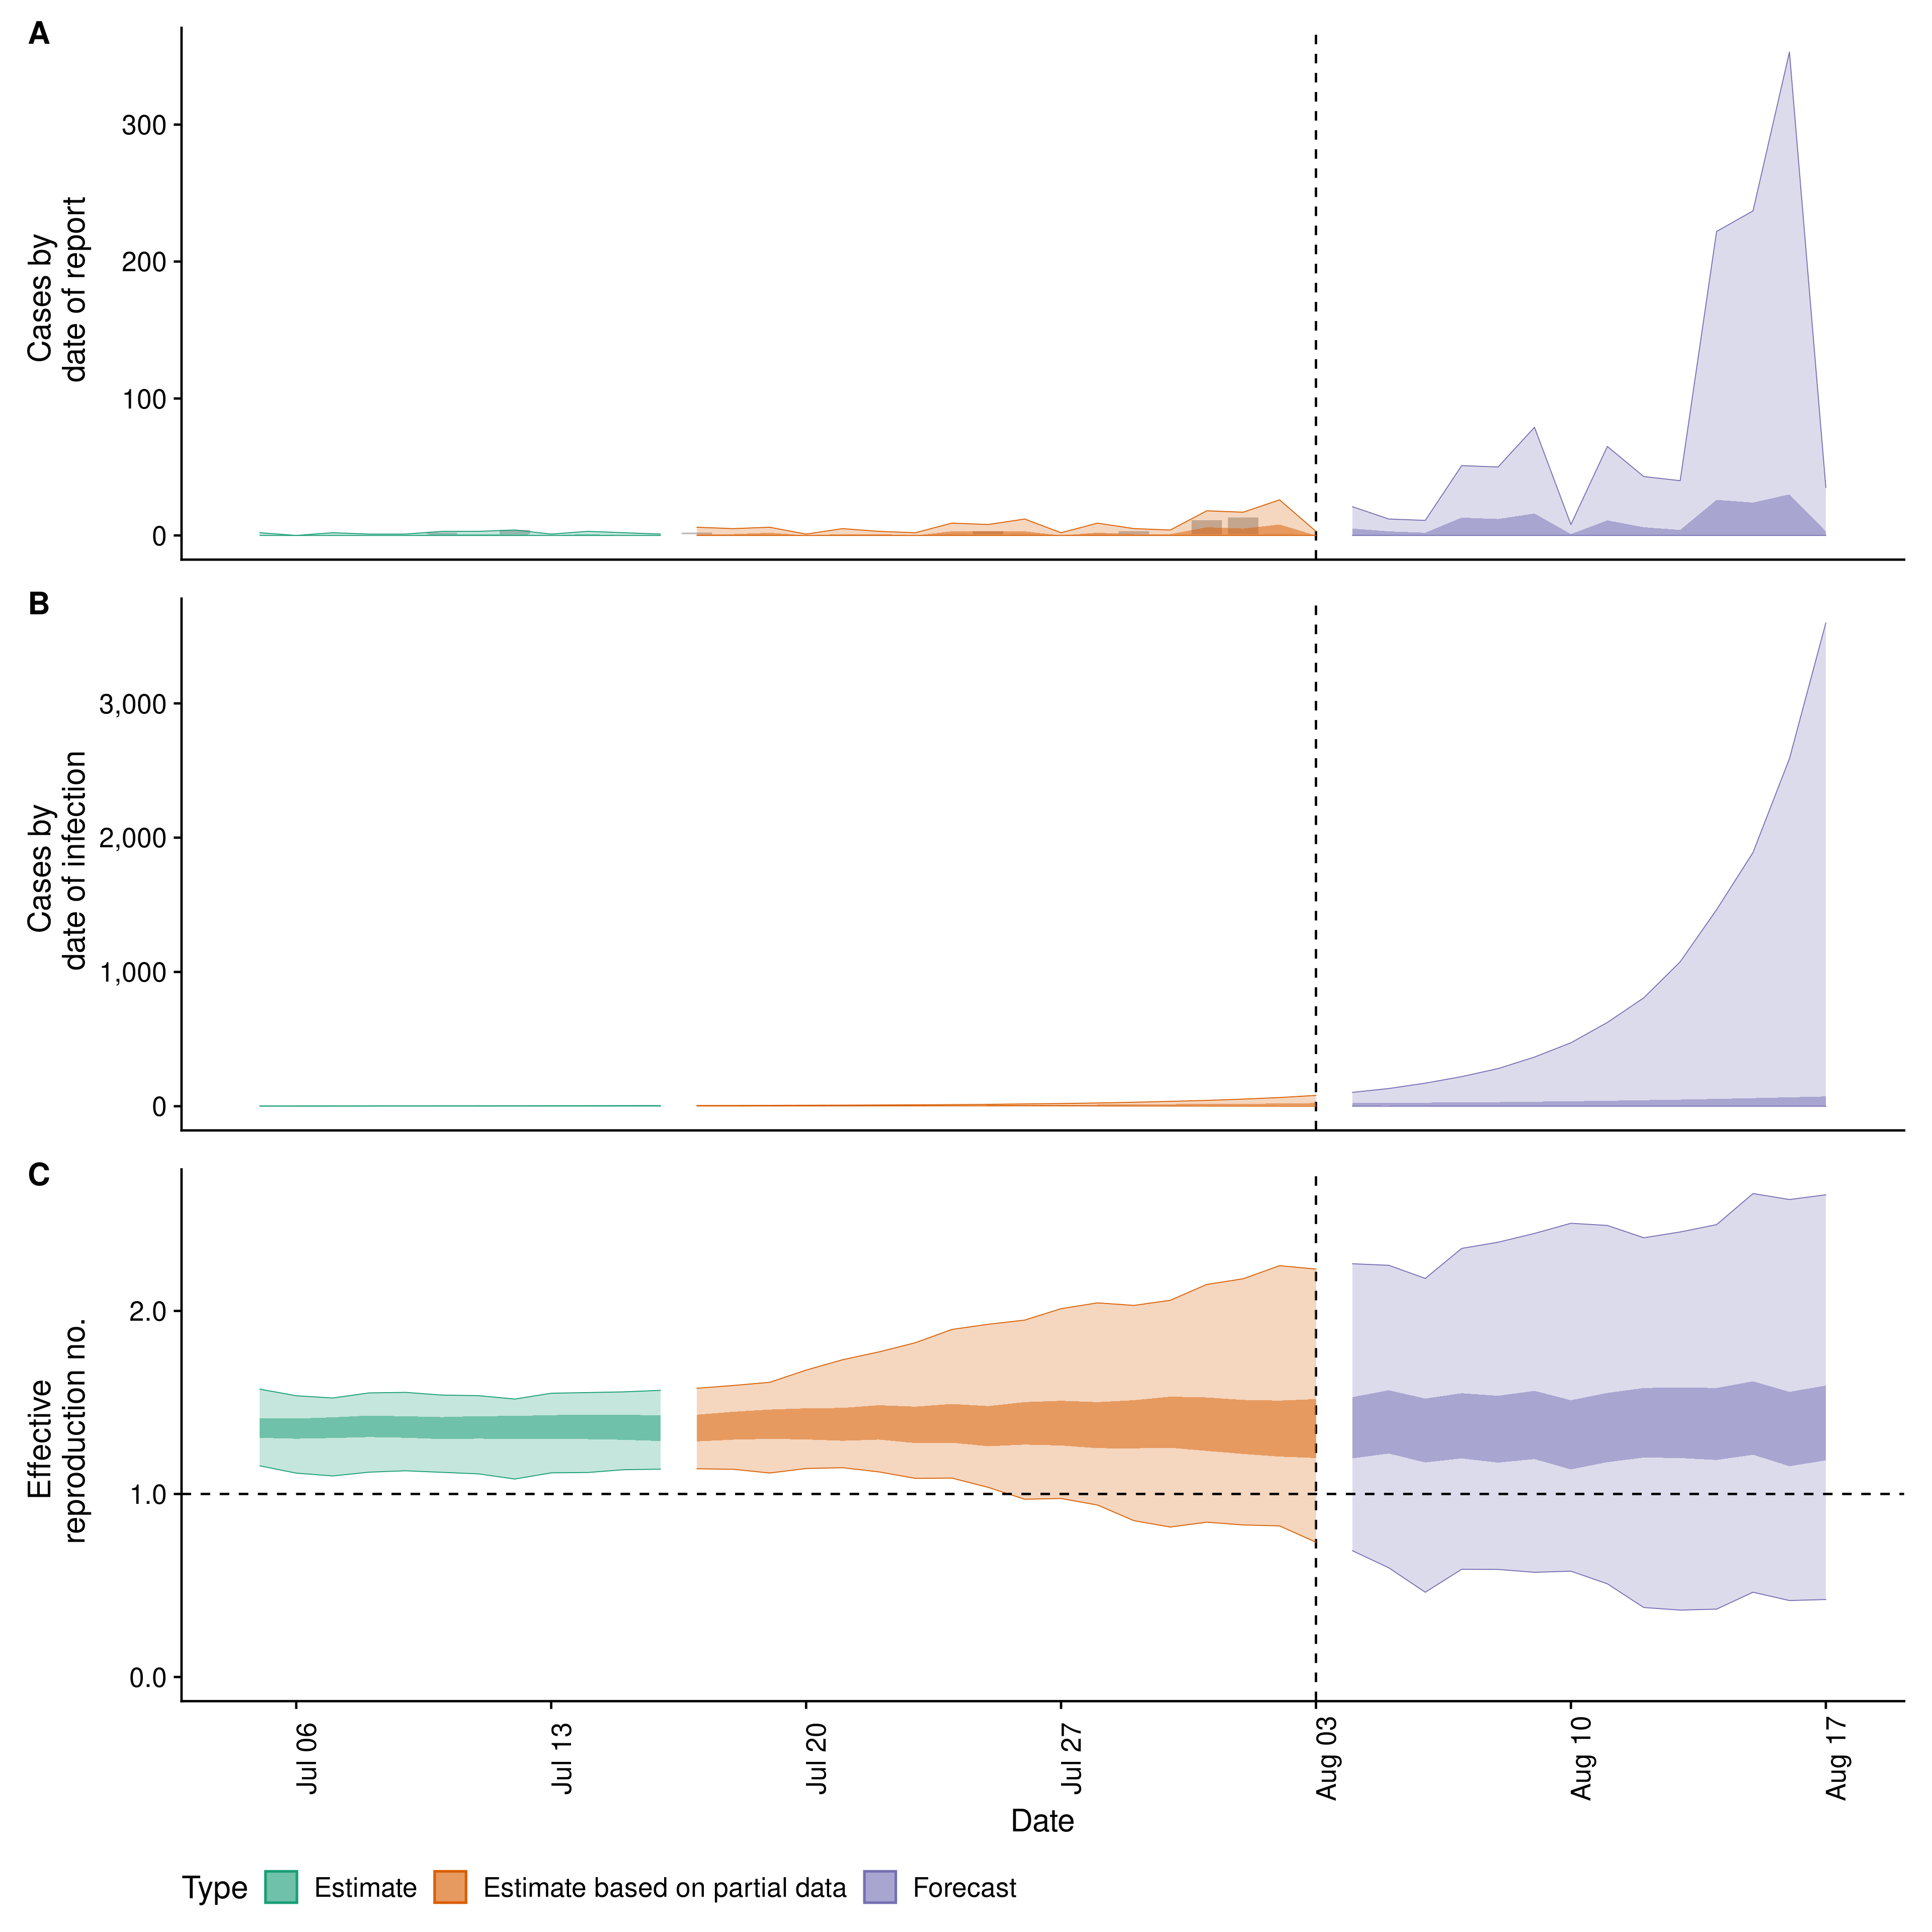 A
Cases by
date of report
300
200
100
0
B
Cases by
date of infection
3,000
2,000
1,000
0
C
Effective
reproduction no.
2.0
1.0
0.0
Jul 06
Jul 13
Jul 20
Jul 27
Aug 03
Aug 10
Aug 17
Date
Type Estimate Estimate based on partial data Forecast